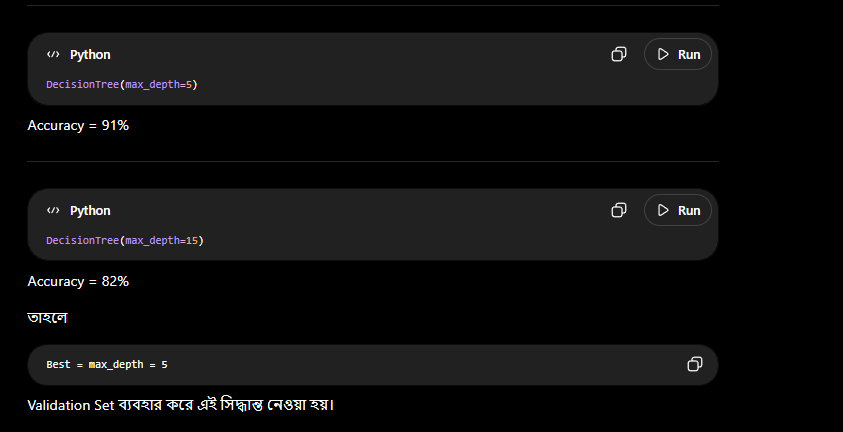 Python
Run
DecisionTree(max_depth=5)
Accuracy = 91%
Python
Run
DecisionTree(max_depth=15)
Accuracy = 82%
তাহলে
Best = max_depth = 5
Validation Set ব্যবহার করে এই সিদ্ধান্ত নেওয়া হয়।